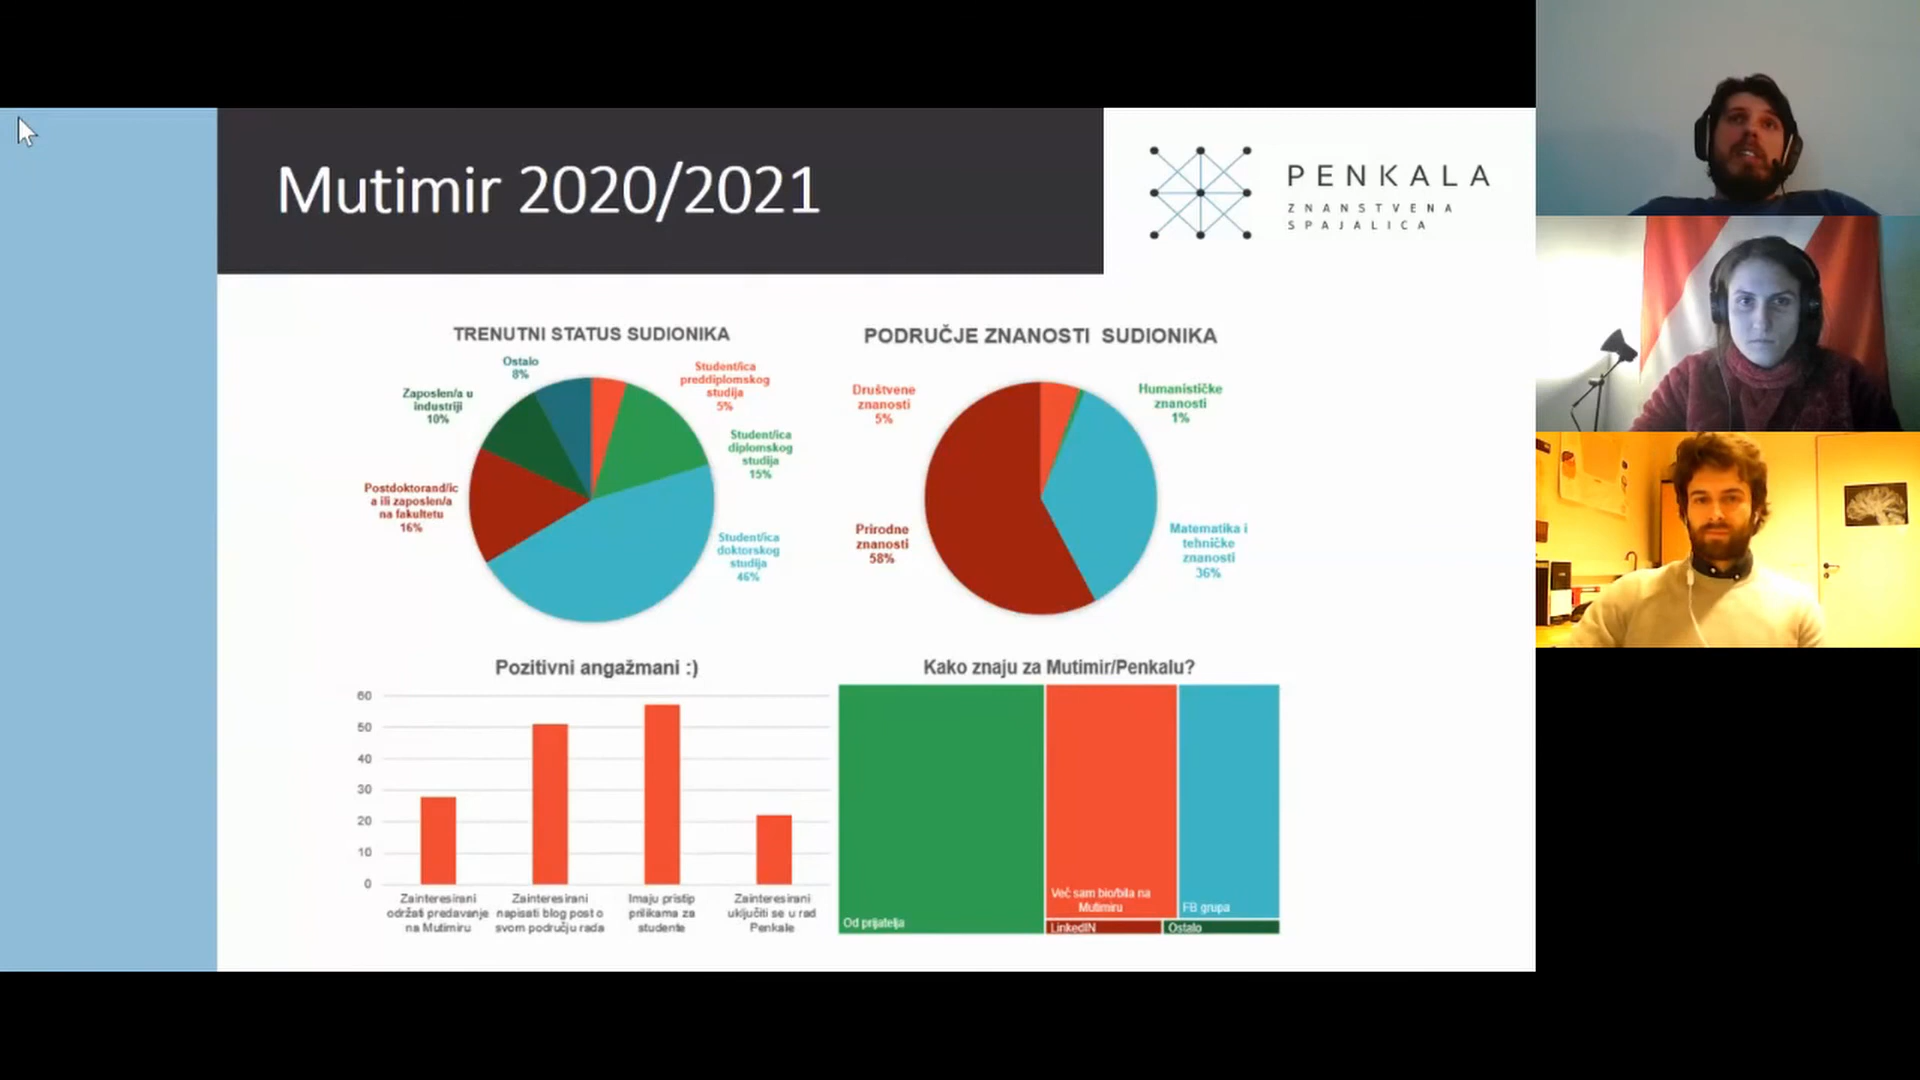 Mutimir 2020/2021
PENKALA
ZNANSTVENA
SPAJALICA
TRENUTNI STATUS SUDIONIKA
Ostalo
8%
Student/ica
preddiplomskog
studija
5%
Zaposlen/a u
industriji
10%
Student/ica
diplomskog
studija
15%
Postdoktorand/ic
a ili zaposlen/a
na fakultetu
16%
Student/ica
doktorskog
studija
46%
PODRUČJE ZNANOSTI SUDIONIKA
Društvene
znanosti
5%
Humanističke
znanosti
1%
Prirodne
znanosti
58%
Matematika i
tehničke
znanosti
36%
Pozitivni angažmani :)
60
50
40
30
20
10
0
Zainteresirani
održati predavanje
na Mutimiru
Zainteresirani
napisati blog post o
svom području rada
Imaju pristip
prilikama za
studente
Zainteresirani
uključiti se u rad
Penkale
Kako znaju za Mutimir/Penkalu?
Od prijatelja
Več sam bio/bila na
Mutimiru
FB grupa
LinkedIN
Ostalo